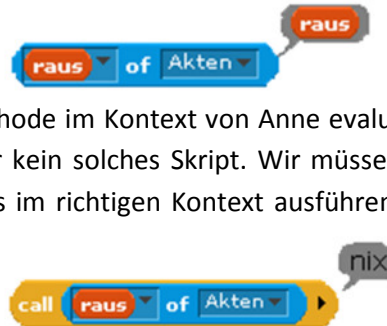 raus
raus of Akten
hode im Kontext von Anne evalu
kein solches Skript. Wir müsse
s im richtigen Kontext ausführen
nix
call raus of Akten